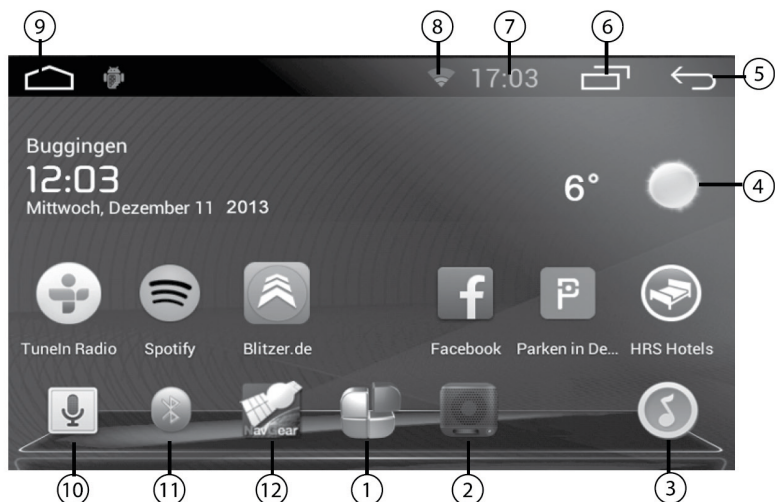 9 8 7 6
17:03
5
Buggingen
12:03
Mittwoch, Dezember 11 2013
6°
4
TuneIn Radio Spotify Blitzer.de Facebook Parken in De... HRS Hotels
10 11 12 1 2 3